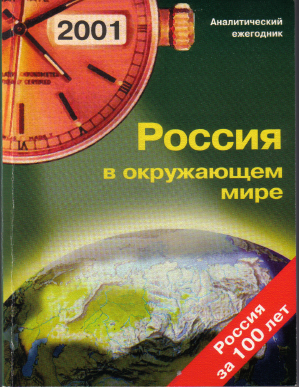 2001
Аналитический
ежегодник
Россия
в окружающем
мире
Россия
за 100 лет